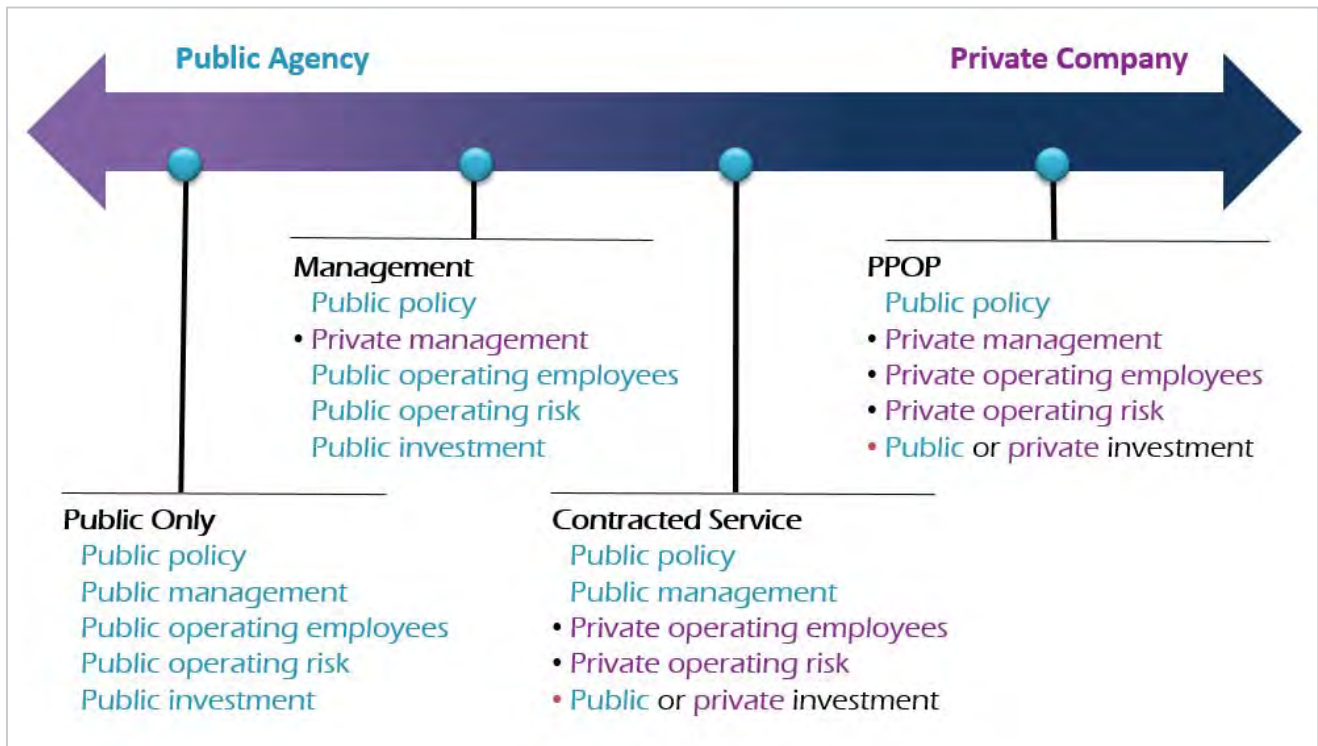 Public Agency
Private Company
Management
Public policy
• Private management
Public operating employees
Public operating risk
Public investment
PPOP
Public policy
• Private management
• Private operating employees
• Private operating risk
• Public or private investment
Public Only
Public policy
Public management
Public operating employees
Public operating risk
Public investment
Contracted Service
Public policy
Public management
• Private operating employees
• Private operating risk
• Public or private investment